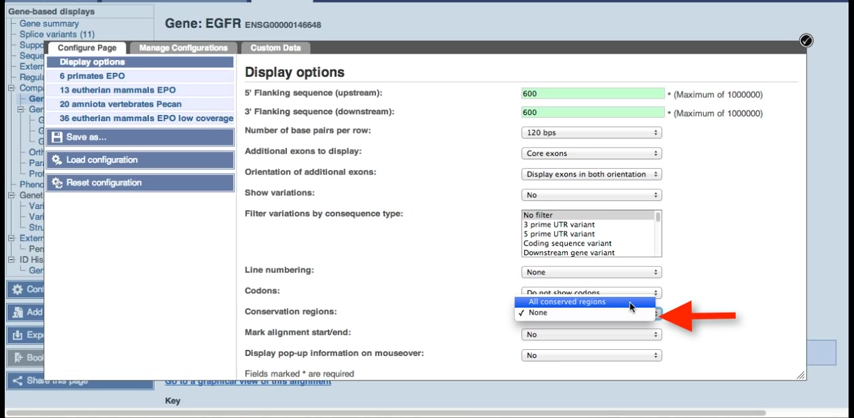 Gene-based displays
Gene summary
Splice variants (11)
Gene: EGFR ENSG00000146648
Configure Page
Manage Configurations
Custom Data
Display options
6 primates EPO
13 eutherian mammals EPO
20 amniota vertebrates Pecan
36 eutherian mammals EPO low coverage
Save as...
Load configuration
Reset configuration
Display options
5' Flanking sequence (upstream): 600 * (Maximum of 1000000)
3' Flanking sequence (downstream): 600 * (Maximum of 1000000)
Number of base pairs per row: 120 bps
Additional exons to display: Core exons
Orientation of additional exons: Display exons in both orientation
Show variations: No
Filter variations by consequence type: No filter
3 prime UTR variant
5 prime UTR variant
Coding sequence variant
Downstream gene variant
Line numbering: None
Codons: Do not show codons
All conserved regions
Conservation regions: ✓ None
Mark alignment start/end: No
Display pop-up information on mouseover: No
Fields marked * are required
Share this page
Go to a graphical view of this alignment
Key